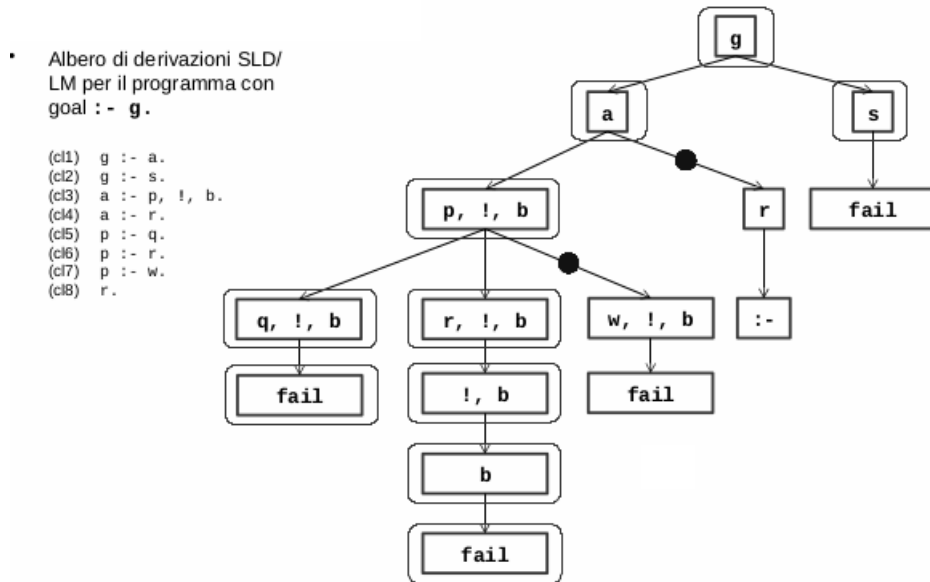 • Albero di derivazioni SLD/
LM per il programma con
goal :- g.
(cl1) g :- a.
(cl2) g :- s.
(cl3) a :- p, !, b.
(cl4) a :- r.
(cl5) p :- q.
(cl6) p :- r.
(cl7) p :- w.
(cl8) r.
g
a
s
p, !, b
r
fail
q, !, b
r, !, b
w, !, b
:-
fail
!, b
fail
b
fail